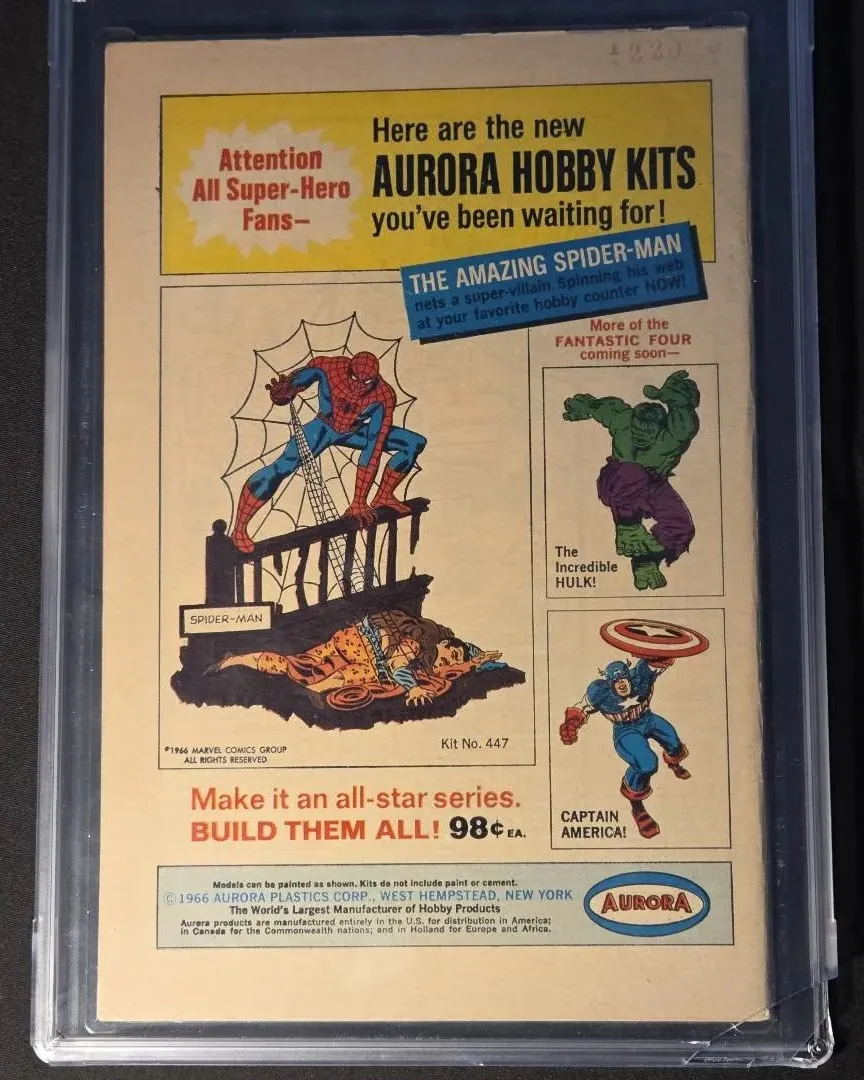 1220
Attention
All Super-Hero
Fans—
Here are the new
AURORA HOBBY KITS
you've been waiting for!
THE AMAZING SPIDER-MAN
nets a super-villain. Spinning his web
at your favorite hobby counter NOW!
More of the
FANTASTIC FOUR
coming soon—
The
Incredible
HULK!
SPIDER-MAN
©1966 MARVEL COMICS GROUP
ALL RIGHTS RESERVED
Kit No. 447
CAPTAIN
AMERICA!
Make it an all-star series.
BUILD THEM ALL! 98¢ EA.
Models can be painted as shown. Kits do not include paint or cement.
© 1966 AURORA PLASTICS CORP., WEST HEMPSTEAD, NEW YORK
The World's Largest Manufacturer of Hobby Products
Aurora products are manufactured entirely in the U.S. for distribution in America;
in Canada for the Commonwealth nations; and in Holland for Europe and Africa.
AURORA